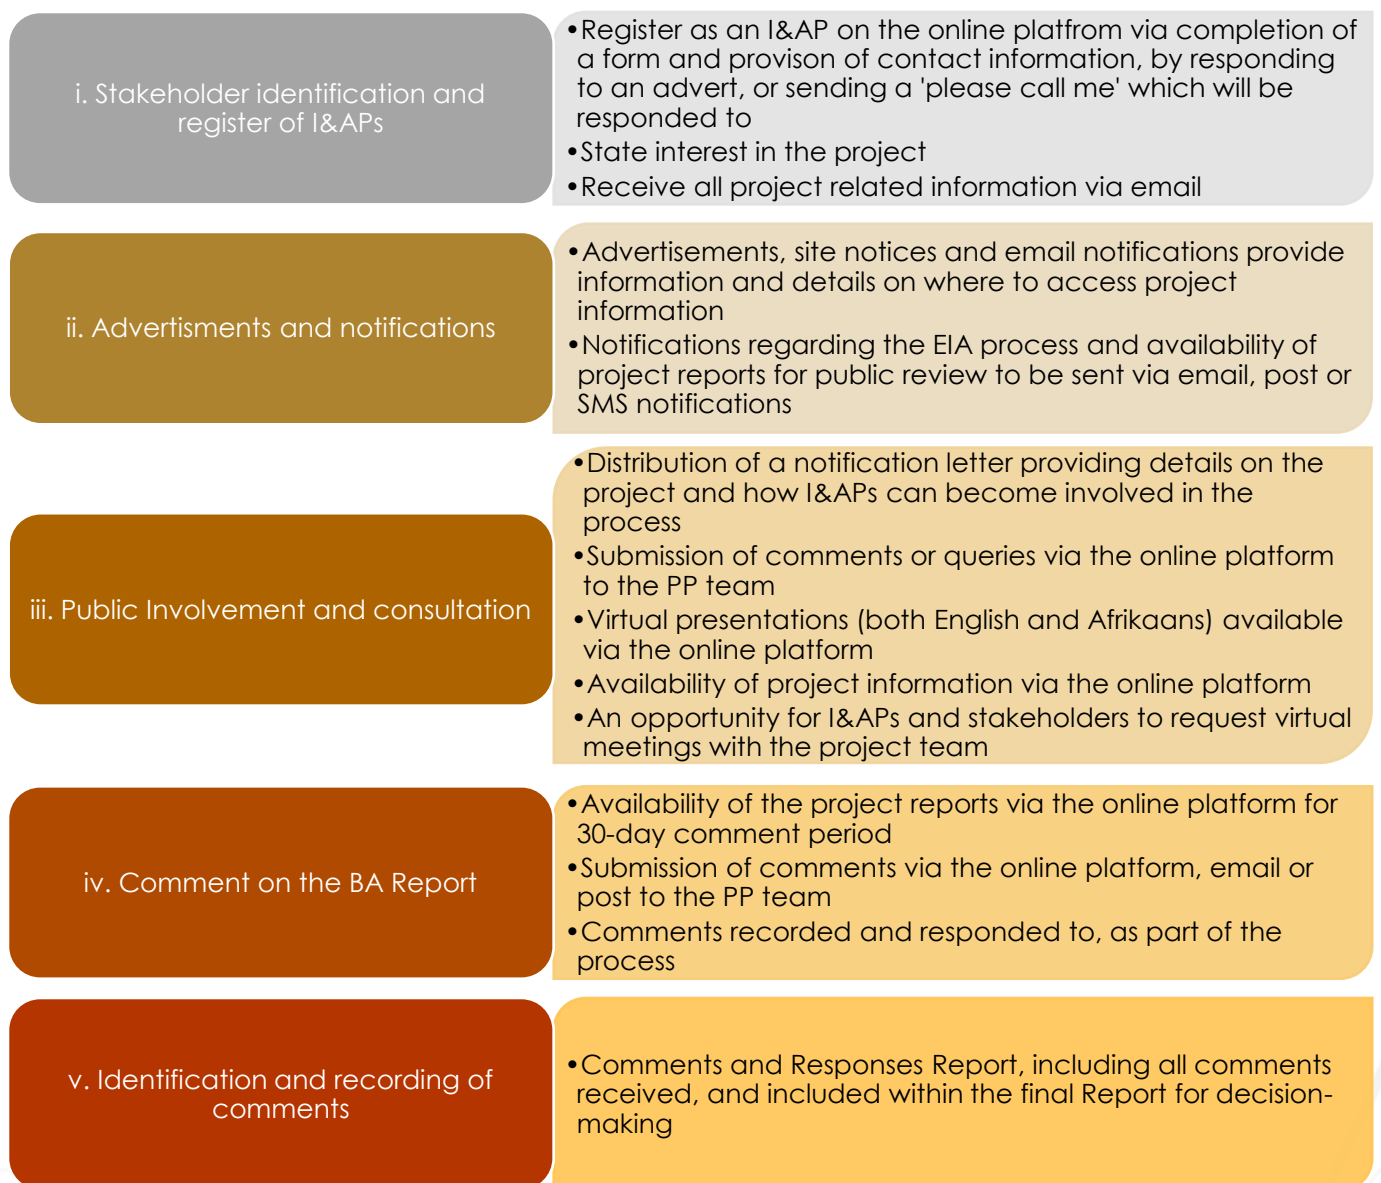 i. Stakeholder identification and
register of I&APs
•Register as an I&AP on the online platfrom via completion of
a form and provison of contact information, by responding
to an advert, or sending a 'please call me' which will be
responded to
•State interest in the project
•Receive all project related information via email
ii. Advertisments and notifications
•Advertisements, site notices and email notifications provide
information and details on where to access project
information
•Notifications regarding the EIA process and availability of
project reports for public review to be sent via email, post or
SMS notifications
iii. Public Involvement and consultation
•Distribution of a notification letter providing details on the
project and how I&APs can become involved in the
process
•Submission of comments or queries via the online platform
to the PP team
•Virtual presentations (both English and Afrikaans) available
via the online platform
•Availability of project information via the online platform
•An opportunity for I&APs and stakeholders to request virtual
meetings with the project team
iv. Comment on the BA Report
•Availability of the project reports via the online platform for
30-day comment period
•Submission of comments via the online platform, email or
post to the PP team
•Comments recorded and responded to, as part of the
process
v. Identification and recording of
comments
•Comments and Responses Report, including all comments
received, and included within the final Report for decision-
making